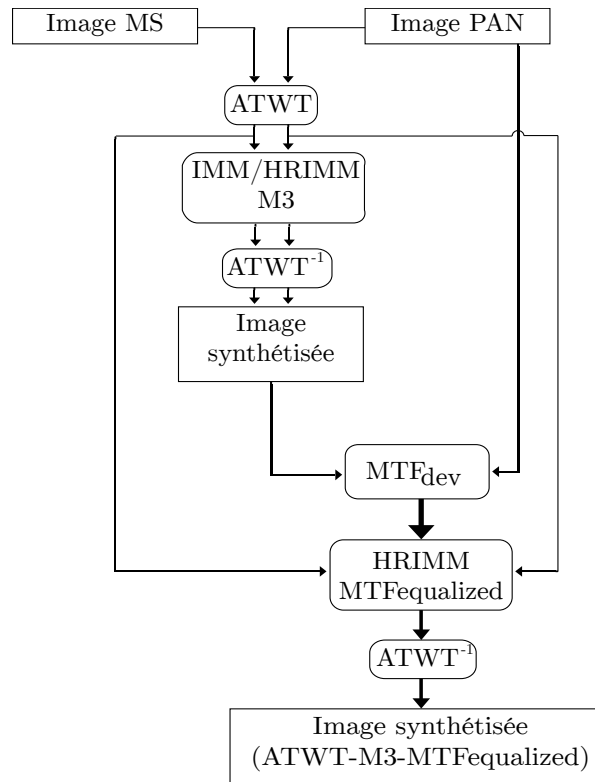 Image MS
Image PAN
ATWT
IMM/HRIMM
M3
ATWT⁻¹
Image
synthétisée
MTFdev
HRIMM
MTFequalized
ATWT⁻¹
Image synthétisée
(ATWT-M3-MTFequalized)